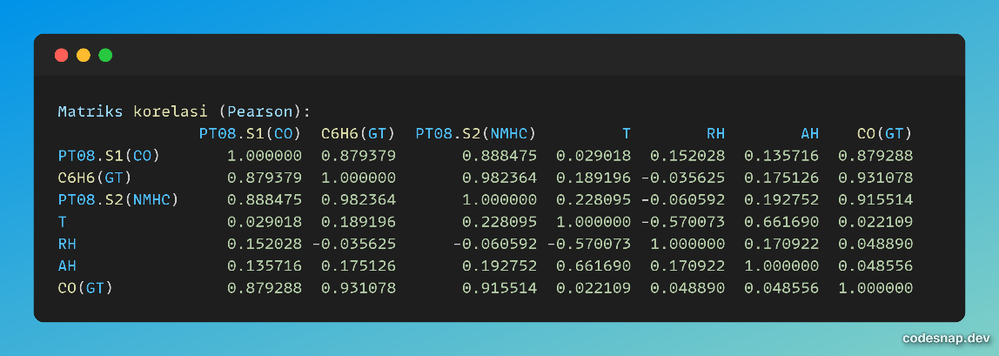 Matriks korelasi (Pearson):
PT08.S1(CO) C6H6(GT) PT08.S2(NMHC) T RH AH CO(GT)
PT08.S1(CO) 1.000000 0.879379 0.888475 0.029018 0.152028 0.135716 0.879288
C6H6(GT) 0.879379 1.000000 0.982364 0.189196 -0.035625 0.175126 0.931078
PT08.S2(NMHC) 0.888475 0.982364 1.000000 0.228095 -0.060592 0.192752 0.915514
T 0.029018 0.189196 0.228095 1.000000 -0.570073 0.661690 0.022109
RH 0.152028 -0.035625 -0.060592 -0.570073 1.000000 0.170922 0.048890
AH 0.135716 0.175126 0.192752 0.661690 0.170922 1.000000 0.048556
CO(GT) 0.879288 0.931078 0.915514 0.022109 0.048890 0.048556 1.000000
codesnap.dev